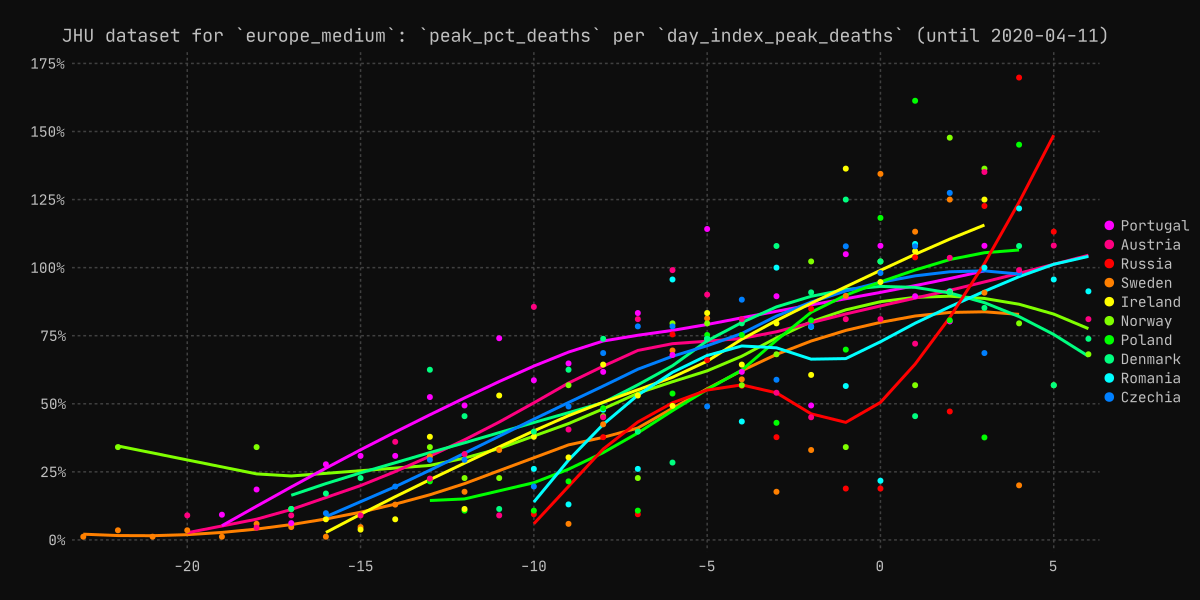 JHU dataset for `europe_medium`: `peak_pct_deaths` per `day_index_peak_deaths` (until 2020-04-11)
175%
150%
125%
100%
75%
50%
25%
0%
−20 −15 −10 −5 0 5
Portugal
Austria
Russia
Sweden
Ireland
Norway
Poland
Denmark
Romania
Czechia